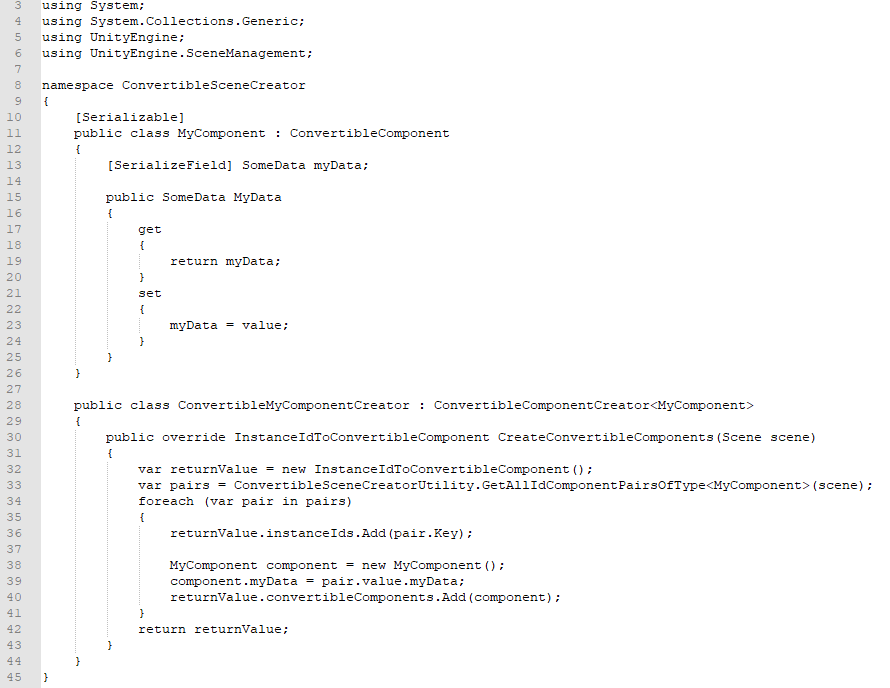 3 using System;
4 using System.Collections.Generic;
5 using UnityEngine;
6 using UnityEngine.SceneManagement;
7
8 namespace ConvertibleSceneCreator
9 {
10     [Serializable]
11     public class MyComponent : ConvertibleComponent
12     {
13         [SerializeField] SomeData myData;
14
15         public SomeData MyData
16         {
17             get
18             {
19                 return myData;
20             }
21             set
22             {
23                 myData = value;
24             }
25         }
26     }
27
28     public class ConvertibleMyComponentCreator : ConvertibleComponentCreator<MyComponent>
29     {
30         public override InstanceIdToConvertibleComponent CreateConvertibleComponents(Scene scene)
31         {
32             var returnValue = new InstanceIdToConvertibleComponent();
33             var pairs = ConvertibleSceneCreatorUtility.GetAllIdComponentPairsOfType<MyComponent>(scene);
34             foreach (var pair in pairs)
35             {
36                 returnValue.instanceIds.Add(pair.Key);
37
38                 MyComponent component = new MyComponent();
39                 component.myData = pair.value.myData;
40                 returnValue.convertibleComponents.Add(component);
41             }
42             return returnValue;
43         }
44     }
45 }